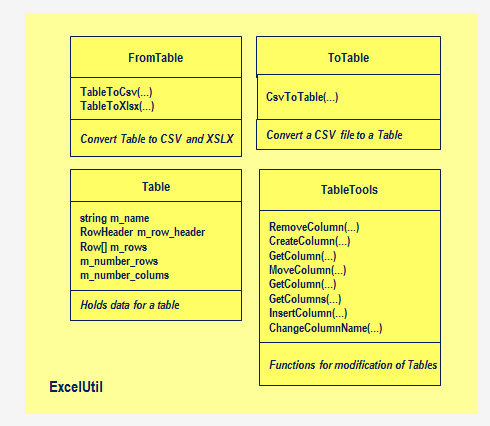 FromTable
TableToCsv(...)
TableToXlsx(...)
Convert Table to CSV and XSLX
ToTable
CsvToTable(...)
Convert a CSV file to a Table
Table
string m_name
RowHeader m_row_header
Row[] m_rows
m_number_rows
m_number_colums
Holds data for a table
TableTools
RemoveColumn(...)
CreateColumn(...)
GetColumn(...)
MoveColumn(...)
GetColumn(...)
GetColumns(...)
InsertColumn(...)
ChangeColumnName(...)
Functions for modification of Tables
ExcelUtil